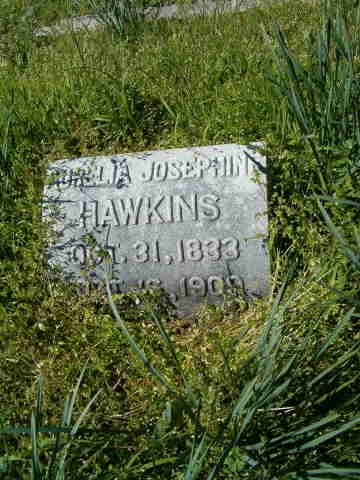 JOSEPHIN
HAWKINS
OCT. 31, 1833
16, 1909